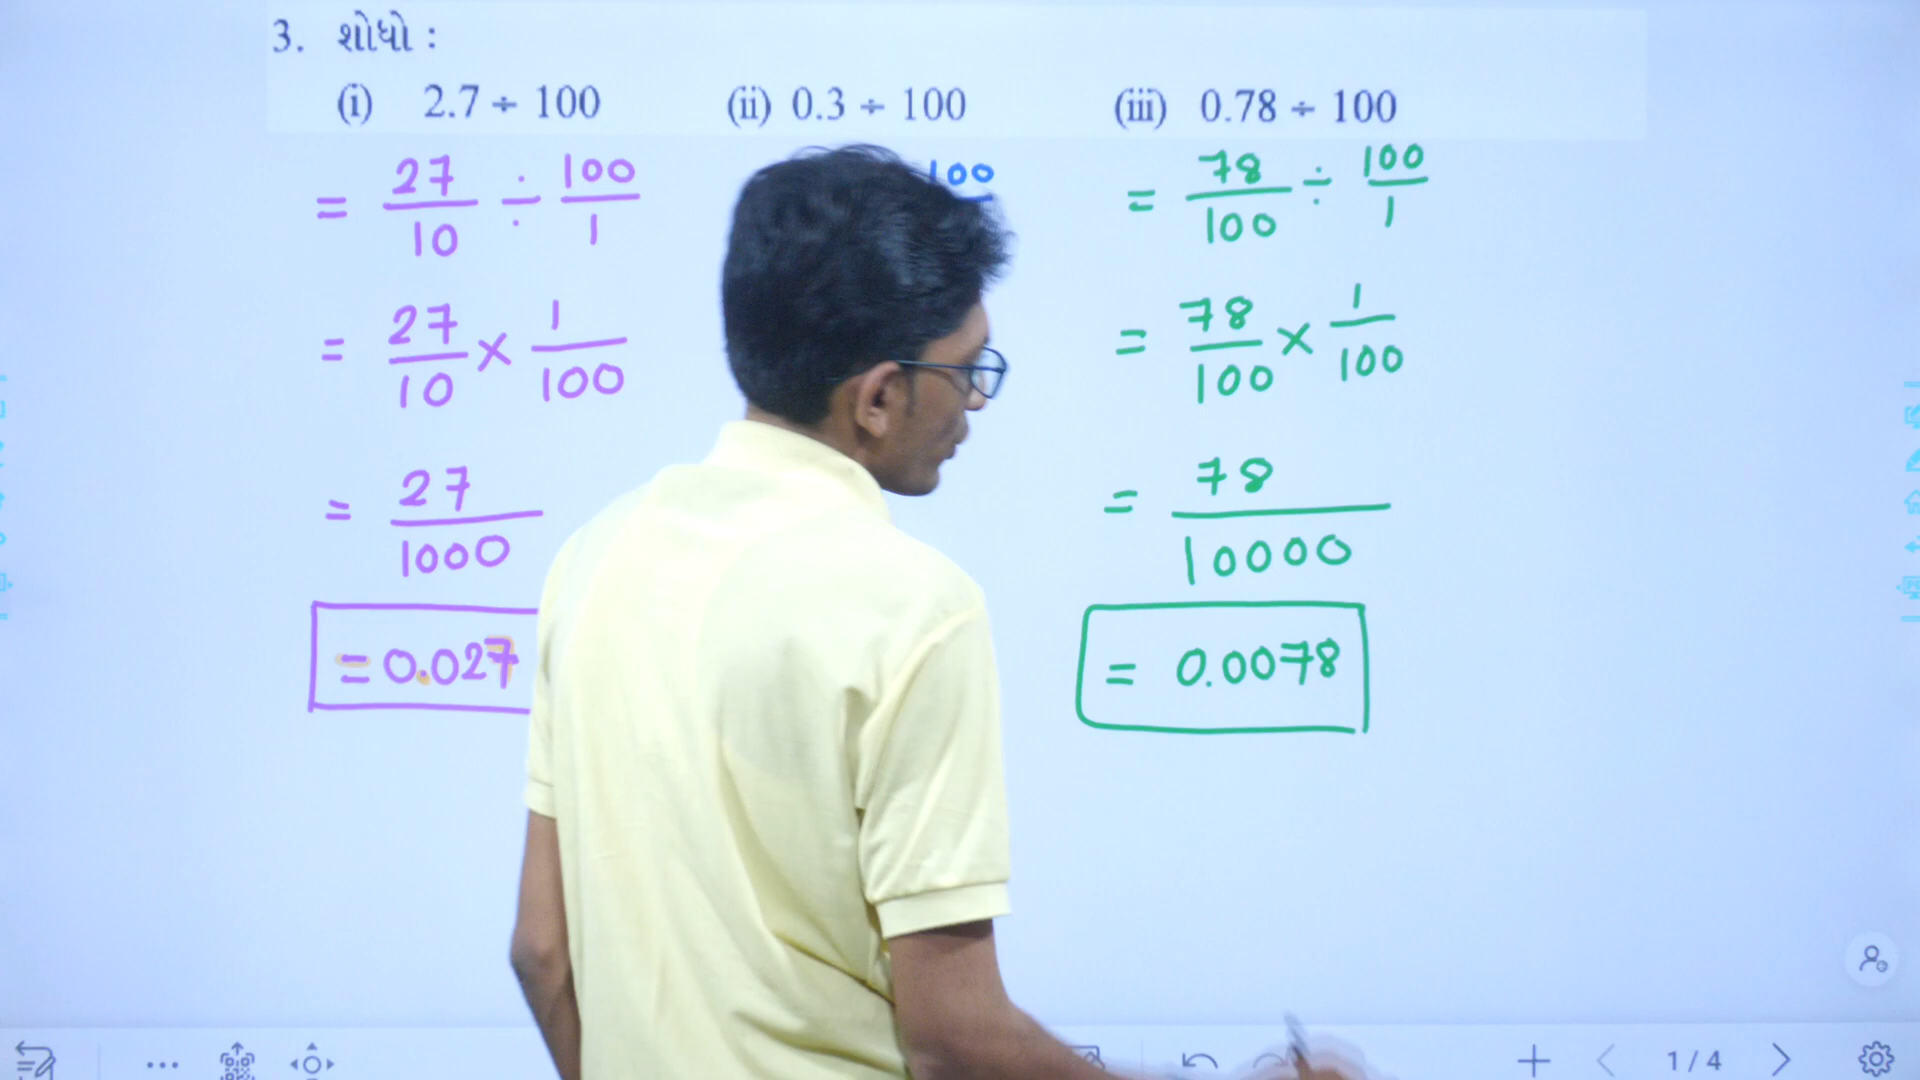 3. શોધો :
(i) 2.7 ÷ 100 (ii) 0.3 ÷ 100 (iii) 0.78 ÷ 100
= 27/10 ÷ 100/1
= 27/10 × 1/100
= 27/1000
= 0.027
100
= 78/100 ÷ 100/1
= 78/100 × 1/100
= 78/10000
= 0.0078
1 / 4